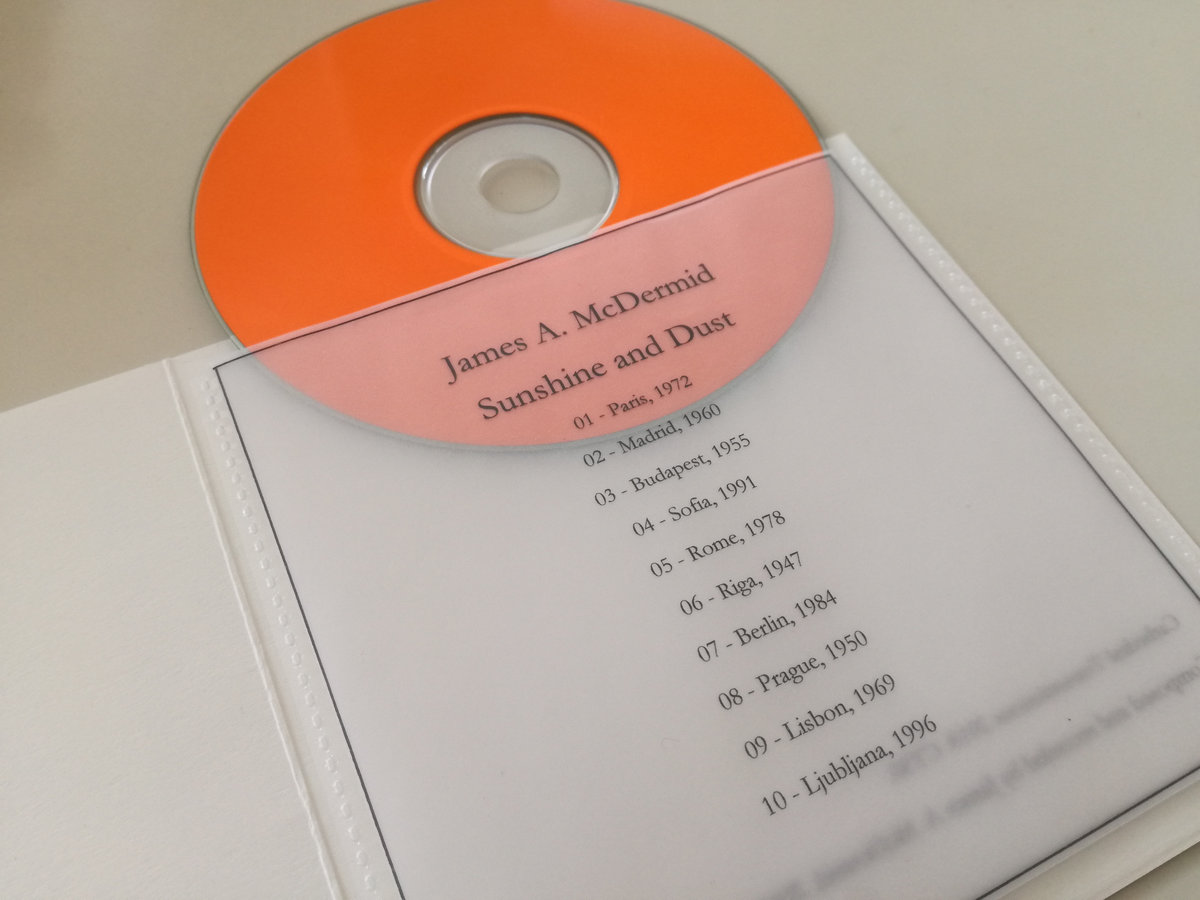 James A. McDermid
Sunshine and Dust
01 - Paris, 1972
02 - Madrid, 1960
03 - Budapest, 1955
04 - Sofia, 1991
05 - Rome, 1978
06 - Riga, 1947
07 - Berlin, 1984
08 - Prague, 1950
09 - Lisbon, 1969
10 - Ljubljana, 1996